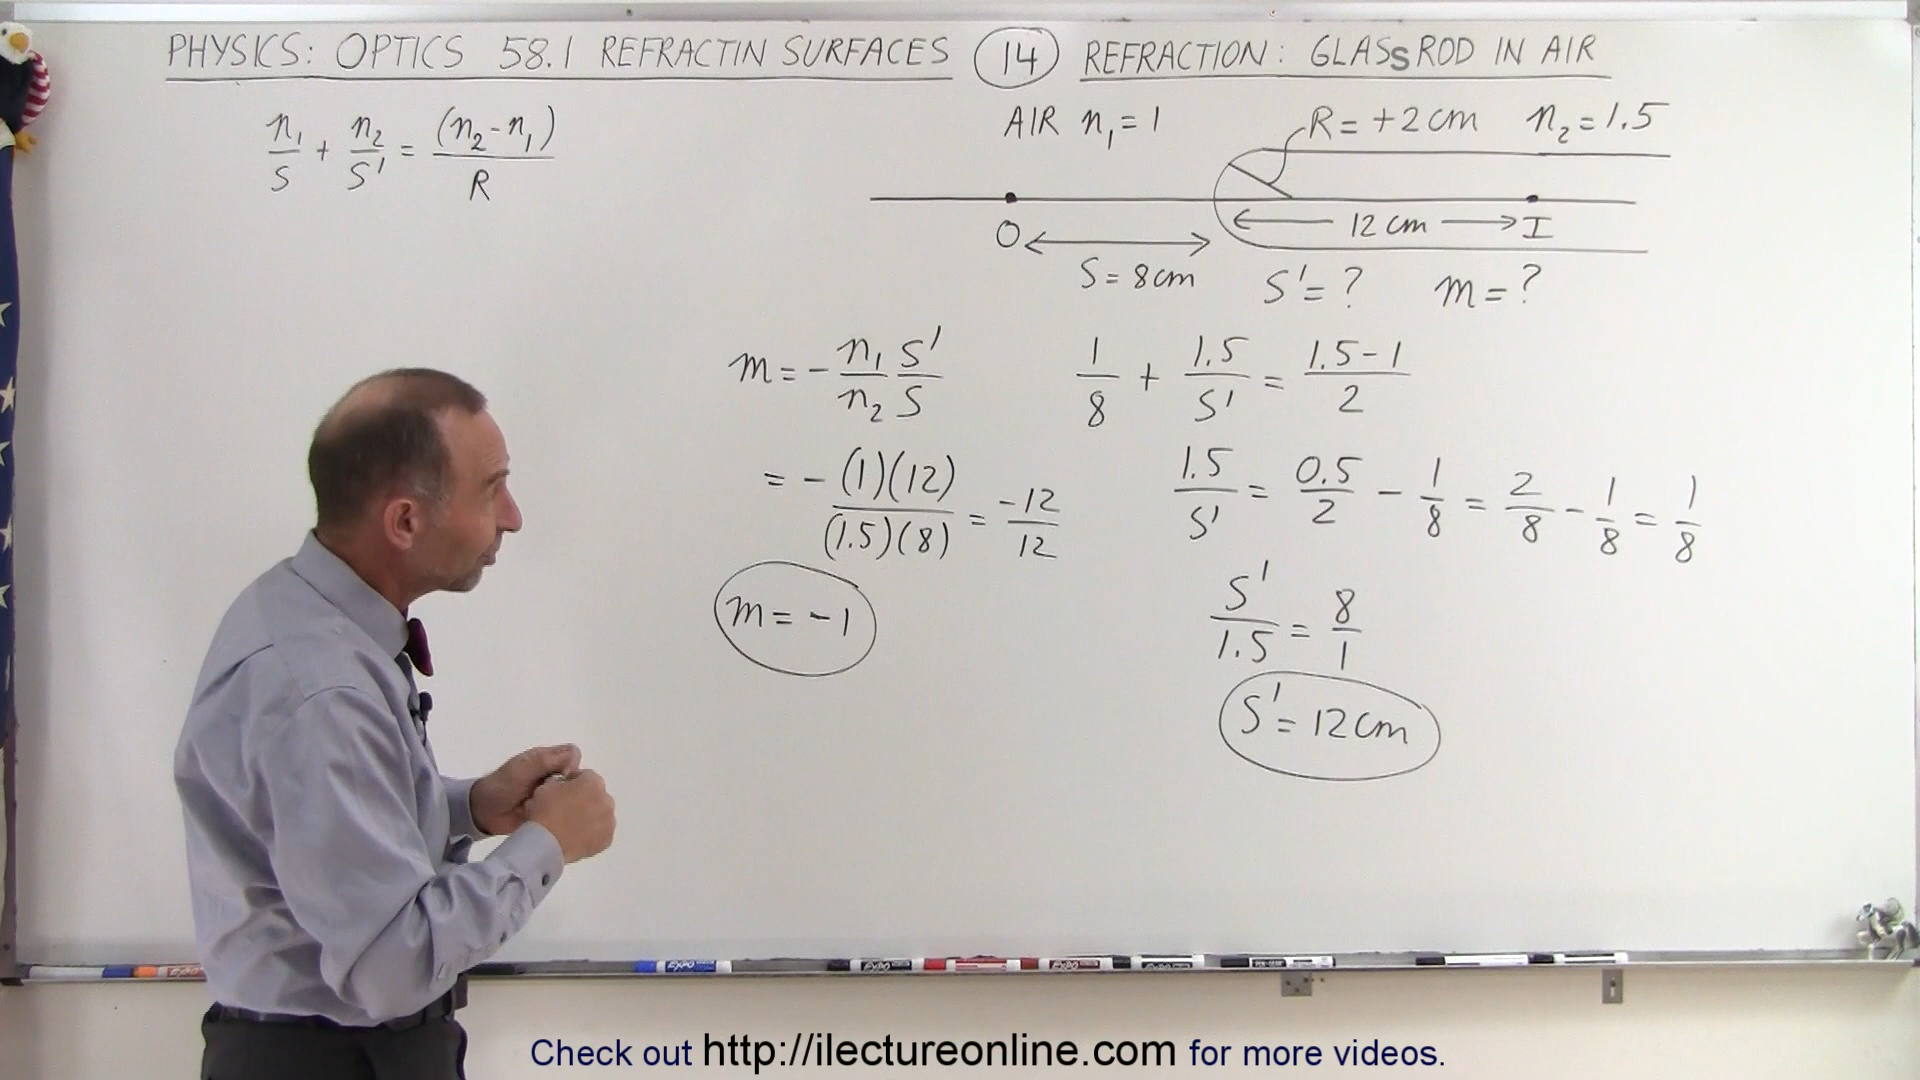 PHYSICS: OPTICS 58.1 REFRACTIN SURFACES 14 REFRACTION: GLASS ROD IN AIR
n₁/S + n₂/S' = (n₂-n₁)/R
AIR n₁ = 1 R = +2 cm n₂ = 1.5
12 cm
O I
S = 8 cm S' = ? m = ?
m = - n₁/n₂ S'/S
= - (1)(12)/(1.5)(8) = -12/12
m = -1
1/8 + 1.5/S' = 1.5-1/2
1.5/S' = 0.5/2 - 1/8 = 2/8 - 1/8 = 1/8
S'/1.5 = 8/1
S' = 12 cm
EXPO
EXPO
EXPO
Check out http://ilectureonline.com for more videos.